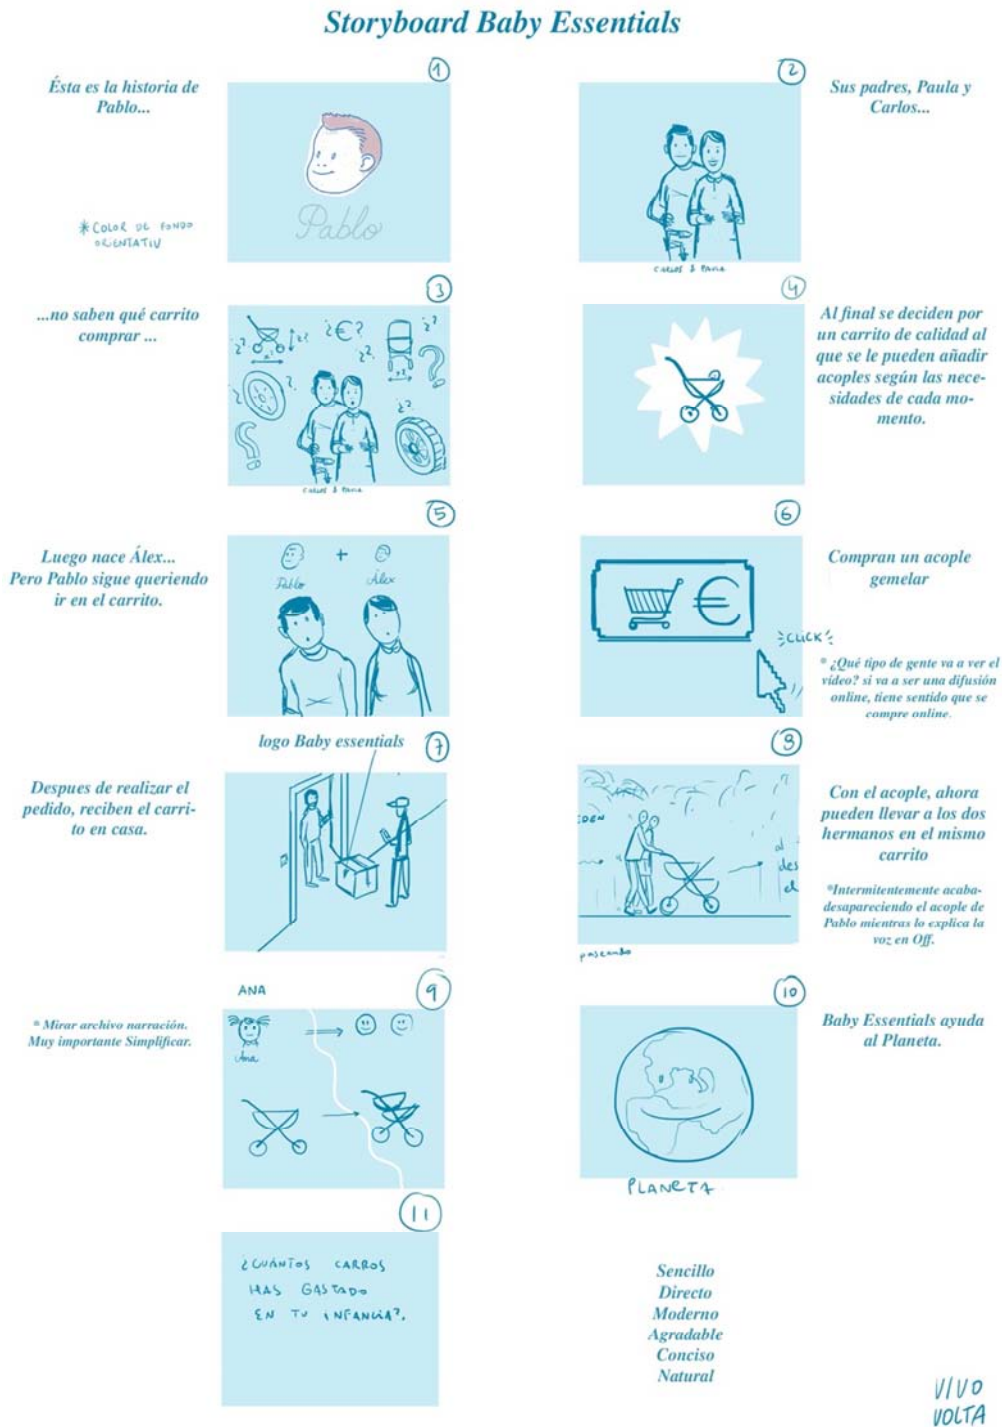 Storyboard Baby Essentials
1
Ésta es la historia de
Pablo...
Pablo
*COLOR DE FONDO
ORIENTATIU
2
Sus padres, Paula y
Carlos...
CARLOS & PAULA
3
...no saben qué carrito
comprar ...
¿€?
CARLOS & PAULA
4
Al final se deciden por
un carrito de calidad al
que se le pueden añadir
acoples según las nece-
sidades de cada mo-
mento.
5
Luego nace Álex...
Pero Pablo sigue queriendo
ir en el carrito.
+
Pablo
Álex
6
€
CLICK
Compran un acople
gemelar
* ¿Qué tipo de gente va a ver el
vídeo? si va a ser una difusión
online, tiene sentido que se
compre online.
logo Baby essentials
7
Despues de realizar el
pedido, reciben el carri-
to en casa.
8
Con el acople, ahora
pueden llevar a los dos
hermanos en el mismo
carrito
*Intermitentemente acaba-
desapareciendo el acople de
Pablo mientras lo explica la
voz en Off.
EDEN
al
des
el
paseando
ANA
9
* Mirar archivo narración.
Muy importante Simplificar.
Ana
10
Baby Essentials ayuda
al Planeta.
PLANETA
11
¿CUÁNTOS CARROS
HAS GASTADO
EN TU INFANCIA?.
Sencillo
Directo
Moderno
Agradable
Conciso
Natural
VIVO
VOLTA